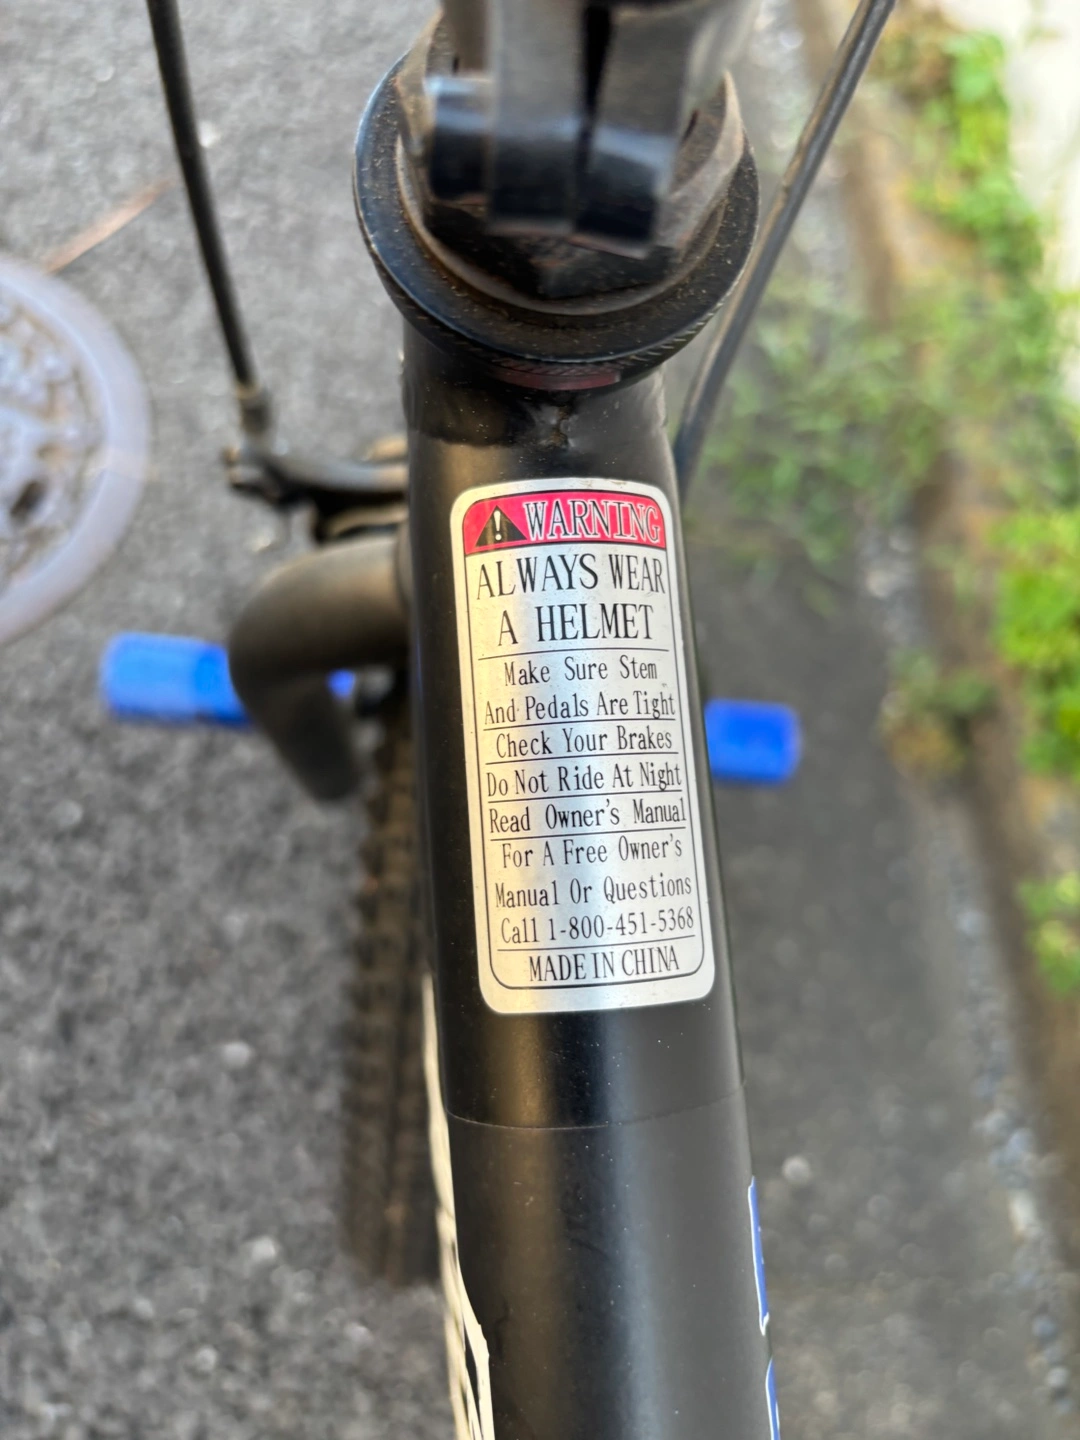 WARNING
ALWAYS WEAR
A HELMET
Make Sure Stem
And Pedals Are Tight
Check Your Brakes
Do Not Ride At Night
Read Owner's Manual
For A Free Owner's
Manual Or Questions
Call 1-800-451-5368
MADE IN CHINA